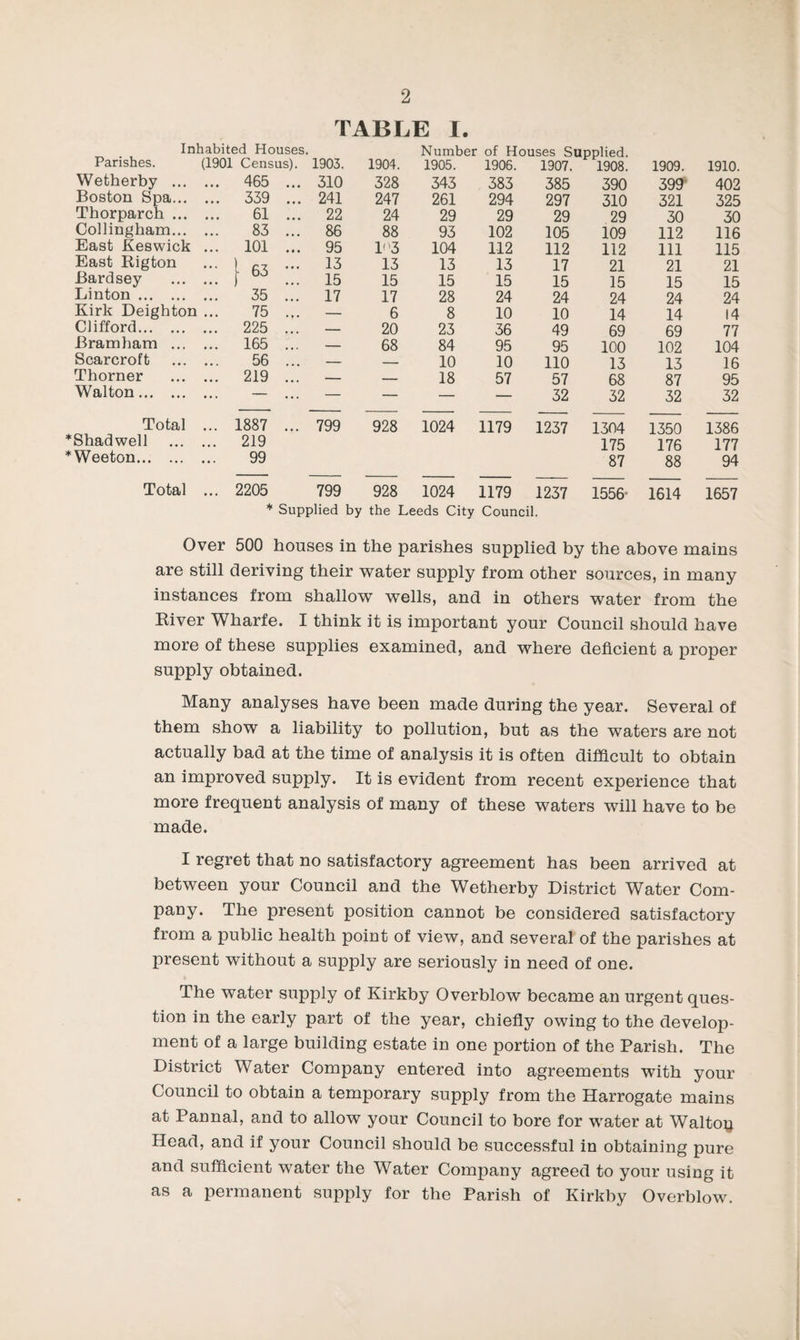 2
TABLE I.
Inhabited Houses. Number of Houses Supplied.
Parishes. (1901 Census). 1903. 1904. 1905. 1906. 1907. 1908. 1909. 1910.
Wetherby ... ... 465 ... 310 328 343 383 385 390 399 402
Boston Spa... ... 339 ... 241 247 261 294 297 310 321 325
Thorparch ... ... 61 ... 22 24 29 29 29 29 30 30
Collingham... ... 83 ... 86 88 93 102 105 109 112 116
East Keswick ... 101 ... 95 103 104 112 112 112 111 115
East Rigton ... } 63 ... 13 13 13 13 17 21 21 21
Bardsey ... ... } ... 15 15 15 15 15 15 15 15
Linton ... ... ... 35 ... 17 17 28 24 24 24 24 24
Kirk Deighton ... 75 ... — 6 8 10 10 14 14 14
Clifford... ... ... 225 ... — 20 23 36 49 69 69 77
Bramham ... ... 165 ... — 68 84 95 95 100 102 104
Scarcroft ... ... 56 ... — — 10 10 110 13 13 16
Thorner ... ... 219 ... — — 18 57 57 68 87 95
Walton ... ... ... — ... — — — — 32 32 32 32
Total ... 1887 ... 799 928 1024 1179 1237 1304 1350 1386
*Shadwell ... ... 219 175 176 177
*Weeton... ... ... 99 87 88 94
Total ... 2205 799 928 1024 1179 1237 1556 1614 1657
* Supplied by the Leeds City Council.
Over 500 houses in the parishes supplied by the above mains
are still deriving their water supply from other sources, in many
instances from shallow wells, and in others water from the
River Wharfe. I think it is important your Council should have
more of these supplies examined, and where deficient a proper
supply obtained.
Many analyses have been made during the year. Several of
them show a liability to pollution, but as the waters are not
actually bad at the time of analysis it is often difficult to obtain
an improved supply. It is evident from recent experience that
more frequent analysis of many of these waters will have to be
made.
I regret that no satisfactory agreement has been arrived at
between your Council and the Wetherby District Water Com-
pany. The present position cannot be considered satisfactory
from a public health point of view, and several of the parishes at
present without a supply are seriously in need of one.
The water supply of Kirkby Overblow became an urgent ques-
tion in the early part of the year, chiefly owing to the develop-
ment of a large building estate in one portion of the Parish. The
District Water Company entered into agreements with your
Council to obtain a temporary supply from the Harrogate mains
at Pannal, and to allow your Council to bore for water at Walton
Head, and if your Council should be successful in obtaining pure
and sufficient water the Water Company agreed to your using it
as a permanent supply for the Parish of Kirkby Overblow.